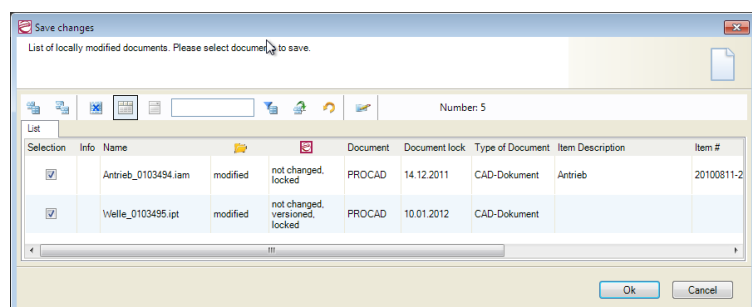 Save changes
List of locally modified documents. Please select documents to save.
Number: 5
List
Selection Info Name Document Document lock Type of Document Item Description Item #
Antrieb_0103494.iam modified not changed, locked PROCAD 14.12.2011 CAD-Dokument Antrieb 20100811-2
Welle_0103495.ipt modified not changed, versioned, locked PROCAD 10.01.2012 CAD-Dokument
Ok Cancel